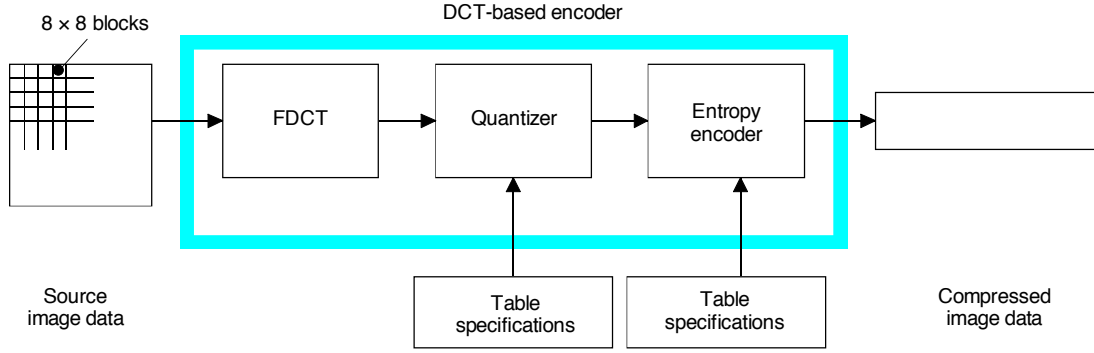 DCT-based encoder
8 × 8 blocks
FDCT
Quantizer
Entropy
encoder
Table
specifications
Table
specifications
Source
image data
Compressed
image data